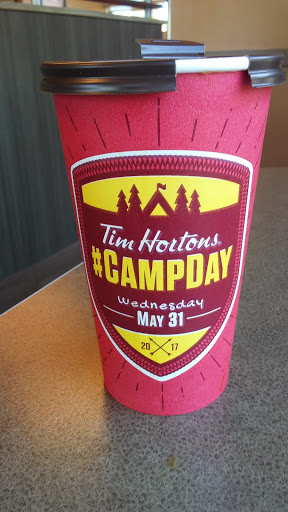 Tim Hortons
#CAMPDAY
Wednesday
MAY 31
20 17